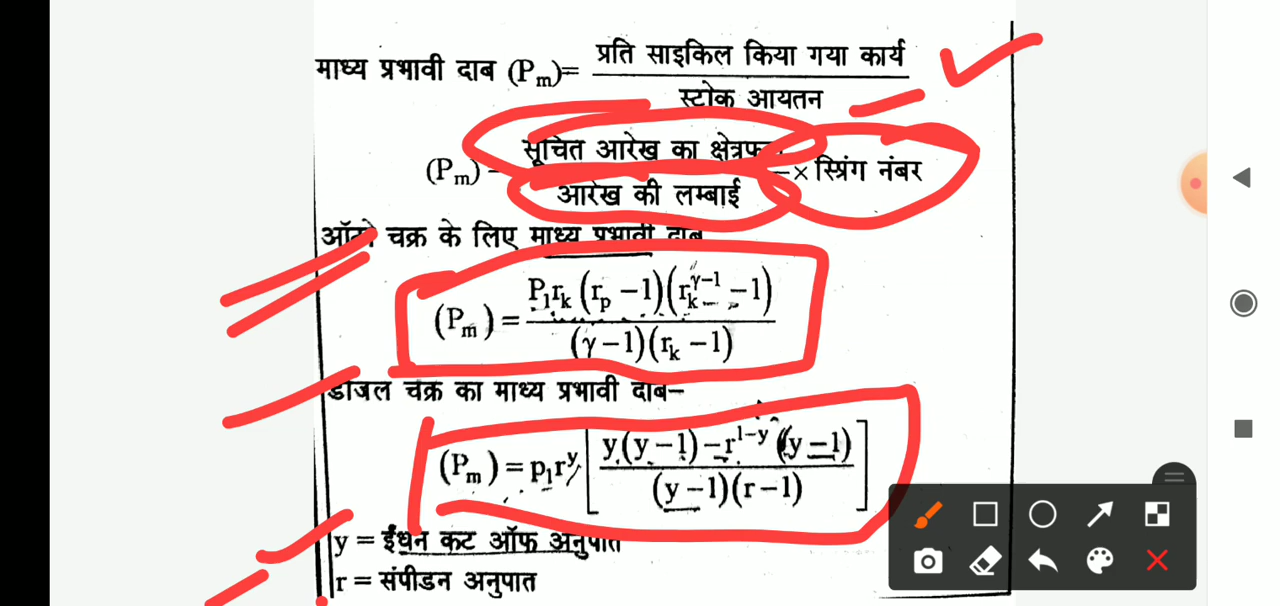 माध्य प्रभावी दाब (Pₘ)= प्रति साइकिल किया गया कार्य / स्टोक आयतन
(Pₘ) = सूचित आरेख का क्षेत्रफल / आरेख की लम्बाई × स्प्रिंग नंबर
ऑटो चक्र के लिए माध्य प्रभावी दाब
(Pₘ) = P₁rₖ (rₚ −1)(rₖ^(γ−1) −1) / (γ−1)(rₖ −1)
डीजल चक्र का माध्य प्रभावी दाब−
(Pₘ) = p₁r^y [ y(y−1)−r^(1−y) (y−1) / (y−1)(r−1) ]
y = ईंधन कट ऑफ अनुपात
r = संपीडन अनुपात